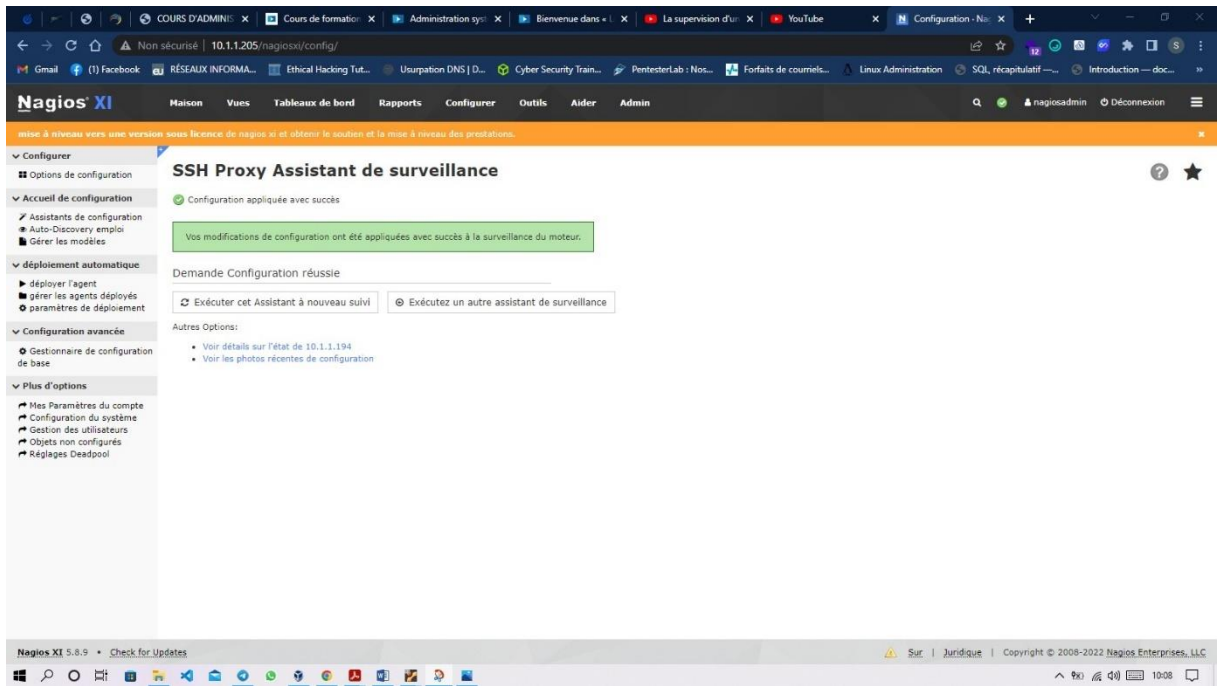 COURS D'ADMINIS
Cours de formation
Administration sys
Bienvenue dans « L
La supervision d'un
YouTube
Configuration - Nag
Non sécurisé | 10.1.1.205/nagiosxi/config/
12
S
Gmail
(1) Facebook
RÉSEAUX INFORMA...
Ethical Hacking Tut...
Usurpation DNS | D...
Cyber Security Train...
PentesterLab : Nos...
Forfaits de courriels...
Linux Administration
SQL, récapitulatif —...
Introduction — doc...
»
Nagios® XI
Maison Vues Tableaux de bord Rapports Configurer Outils Aider Admin
nagiosadmin Déconnexion
mise à niveau vers une version sous licence de nagios xi et obtenir le soutien et la mise à niveau des prestations.
Configurer
Options de configuration
Accueil de configuration
Assistants de configuration
Auto-Discovery emploi
Gérer les modèles
déploiement automatique
déployer l'agent
gérer les agents déployés
paramètres de déploiement
Configuration avancée
Gestionnaire de configuration
de base
Plus d'options
Mes Paramètres du compte
Configuration du système
Gestion des utilisateurs
Objets non configurés
Réglages Deadpool
SSH Proxy Assistant de surveillance
Configuration appliquée avec succès
Vos modifications de configuration ont été appliquées avec succès à la surveillance du moteur.
Demande Configuration réussie
Exécuter cet Assistant à nouveau suivi
Exécutez un autre assistant de surveillance
Autres Options:
Voir détails sur l'état de 10.1.1.194
Voir les photos récentes de configuration
Nagios XI 5.8.9 • Check for Updates
Sur | Juridique | Copyright © 2008-2022 Nagios Enterprises, LLC
10:08